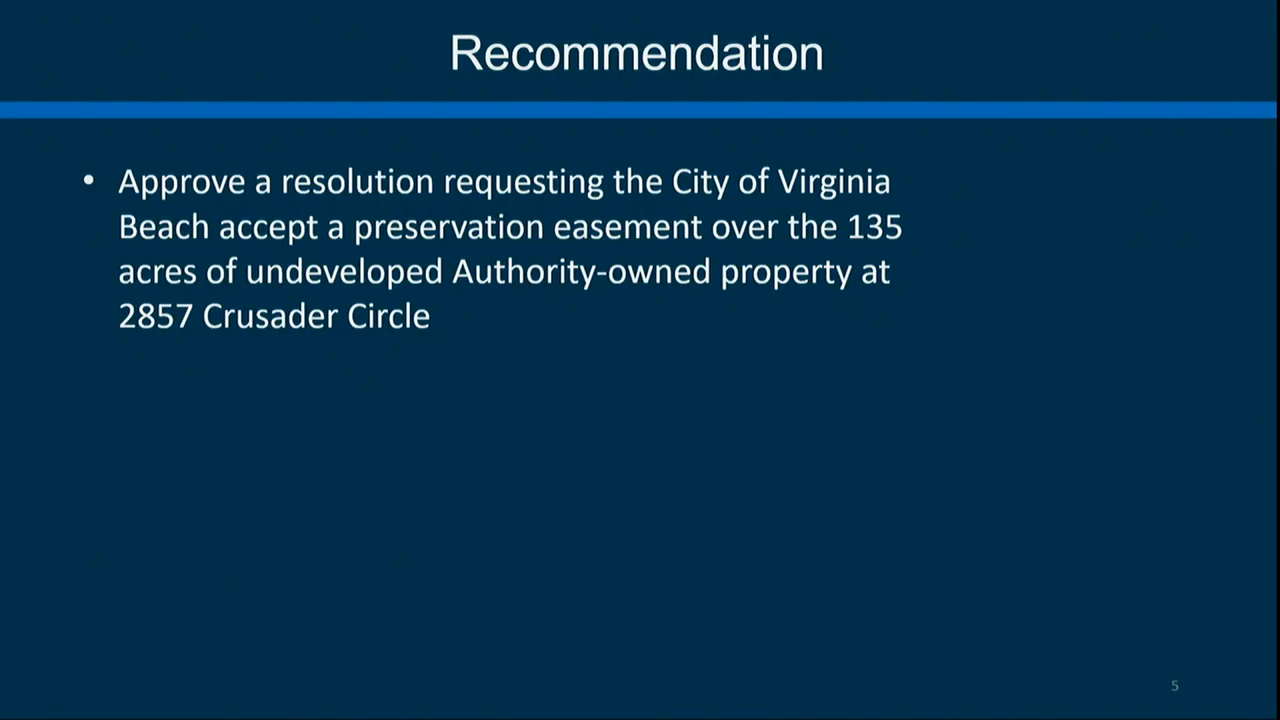 Recommendation
• Approve a resolution requesting the City of Virginia
Beach accept a preservation easement over the 135
acres of undeveloped Authority-owned property at
2857 Crusader Circle
5